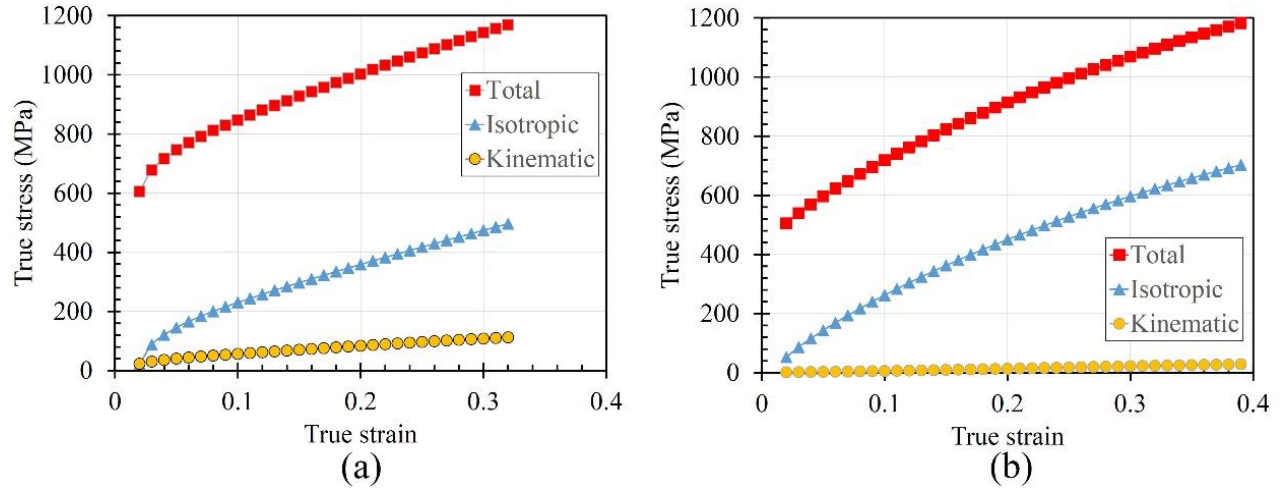 1200
1000
800
600
400
200
0
0
0.1
0.2
0.3
0.4
True stress (MPa)
True strain
Total
Isotropic
Kinematic
(a)
1200
1000
800
600
400
200
0
0
0.1
0.2
0.3
0.4
True stress (MPa)
True strain
Total
Isotropic
Kinematic
(b)